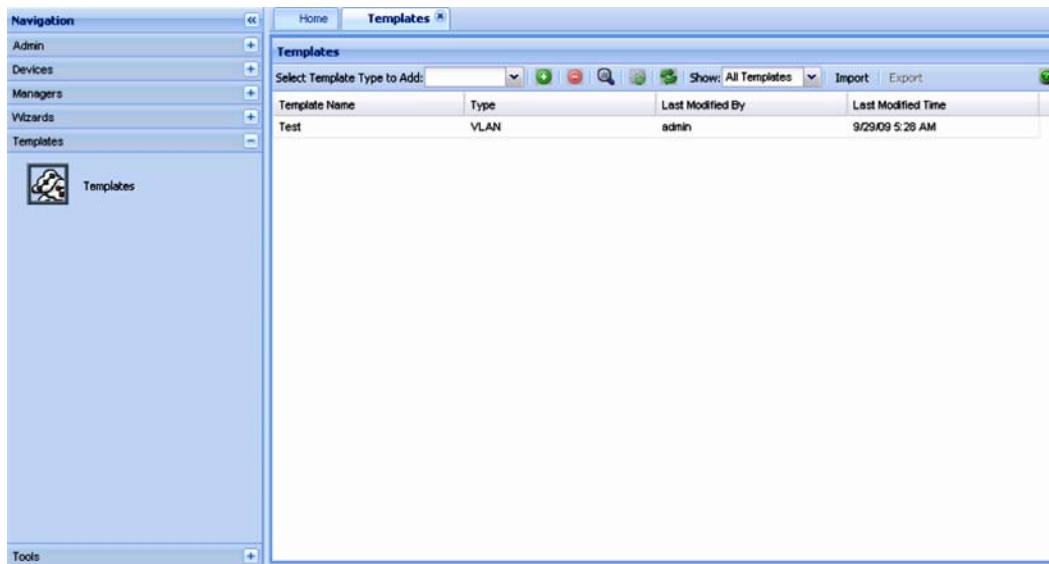 Navigation
Admin
Devices
Managers
Wizards
Templates
Templates
Tools
Home Templates
Templates
Select Template Type to Add: Show: All Templates Import Export
Template Name Type Last Modified By Last Modified Time
Test VLAN admin 9/29/09 5:28 AM